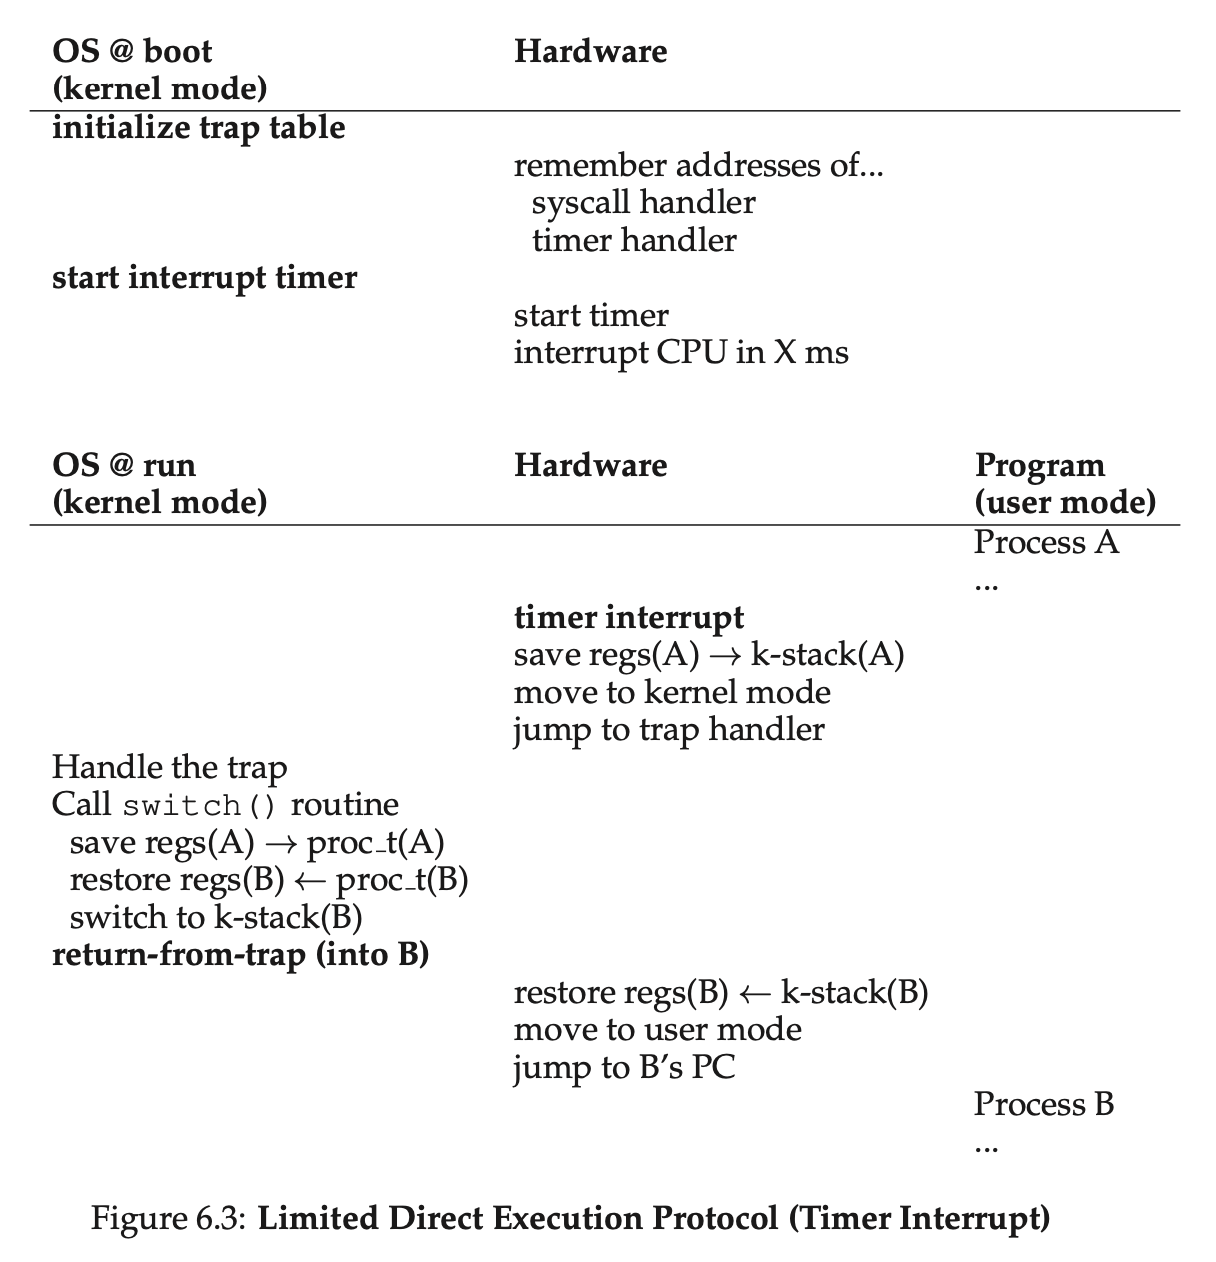 OS @ boot Hardware
(kernel mode)
initialize trap table
remember addresses of...
syscall handler
timer handler
start interrupt timer
start timer
interrupt CPU in X ms
OS @ run Hardware Program
(kernel mode) (user mode)
Process A
...
timer interrupt
save regs(A) → k-stack(A)
move to kernel mode
jump to trap handler
Handle the trap
Call switch() routine
save regs(A) → proc_t(A)
restore regs(B) ← proc_t(B)
switch to k-stack(B)
return-from-trap (into B)
restore regs(B) ← k-stack(B)
move to user mode
jump to B's PC
Process B
...
Figure 6.3: Limited Direct Execution Protocol (Timer Interrupt)